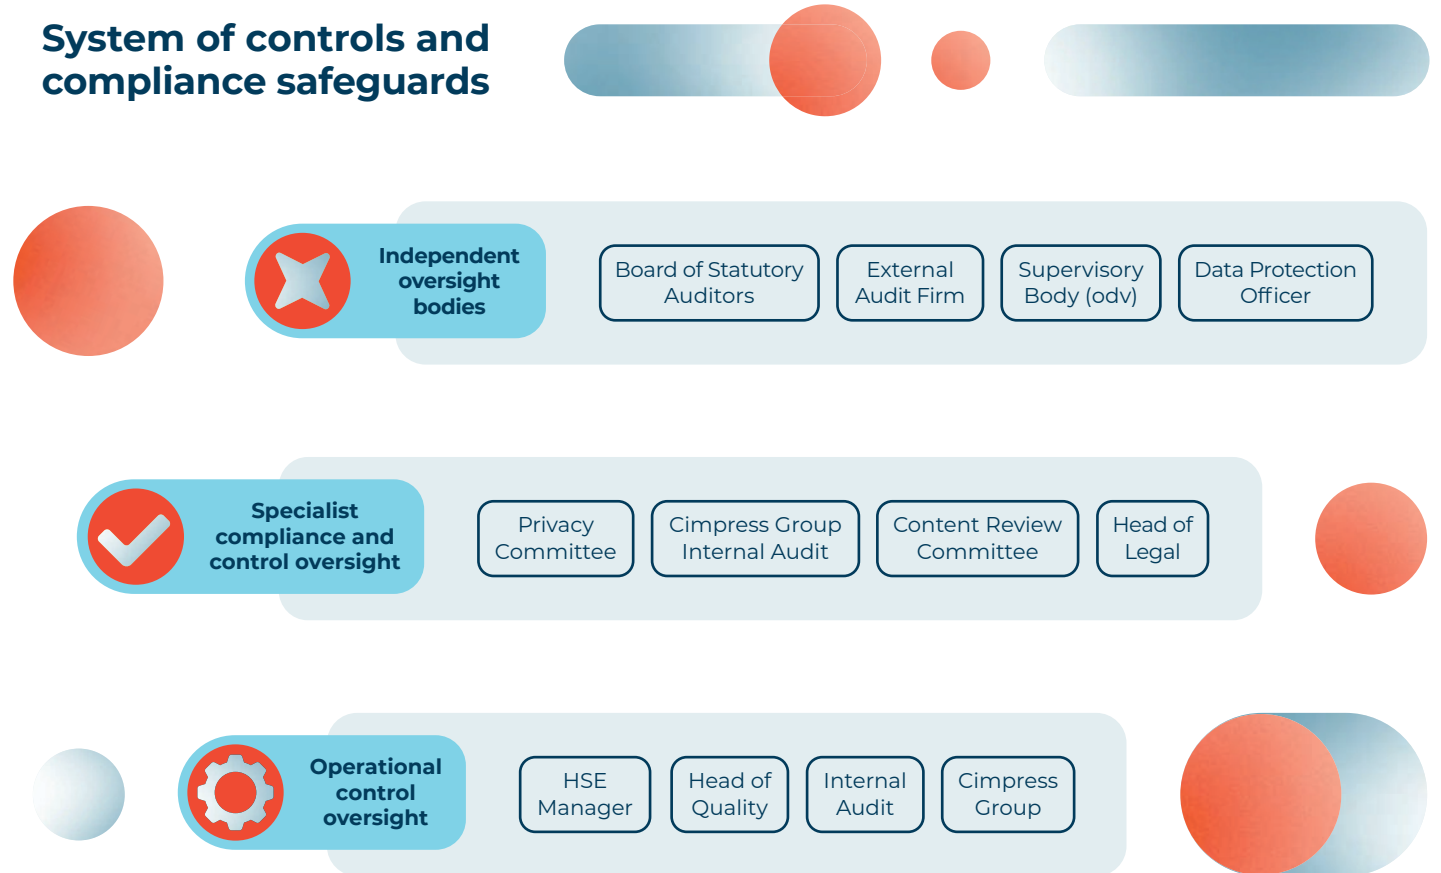 System of controls and
compliance safeguards
Independent
oversight
bodies
Board of Statutory
Auditors
External
Audit Firm
Supervisory
Body (odv)
Data Protection
Officer
Specialist
compliance and
control oversight
Privacy
Committee
Cimpress Group
Internal Audit
Content Review
Committee
Head of
Legal
Operational
control
oversight
HSE
Manager
Head of
Quality
Internal
Audit
Cimpress
Group